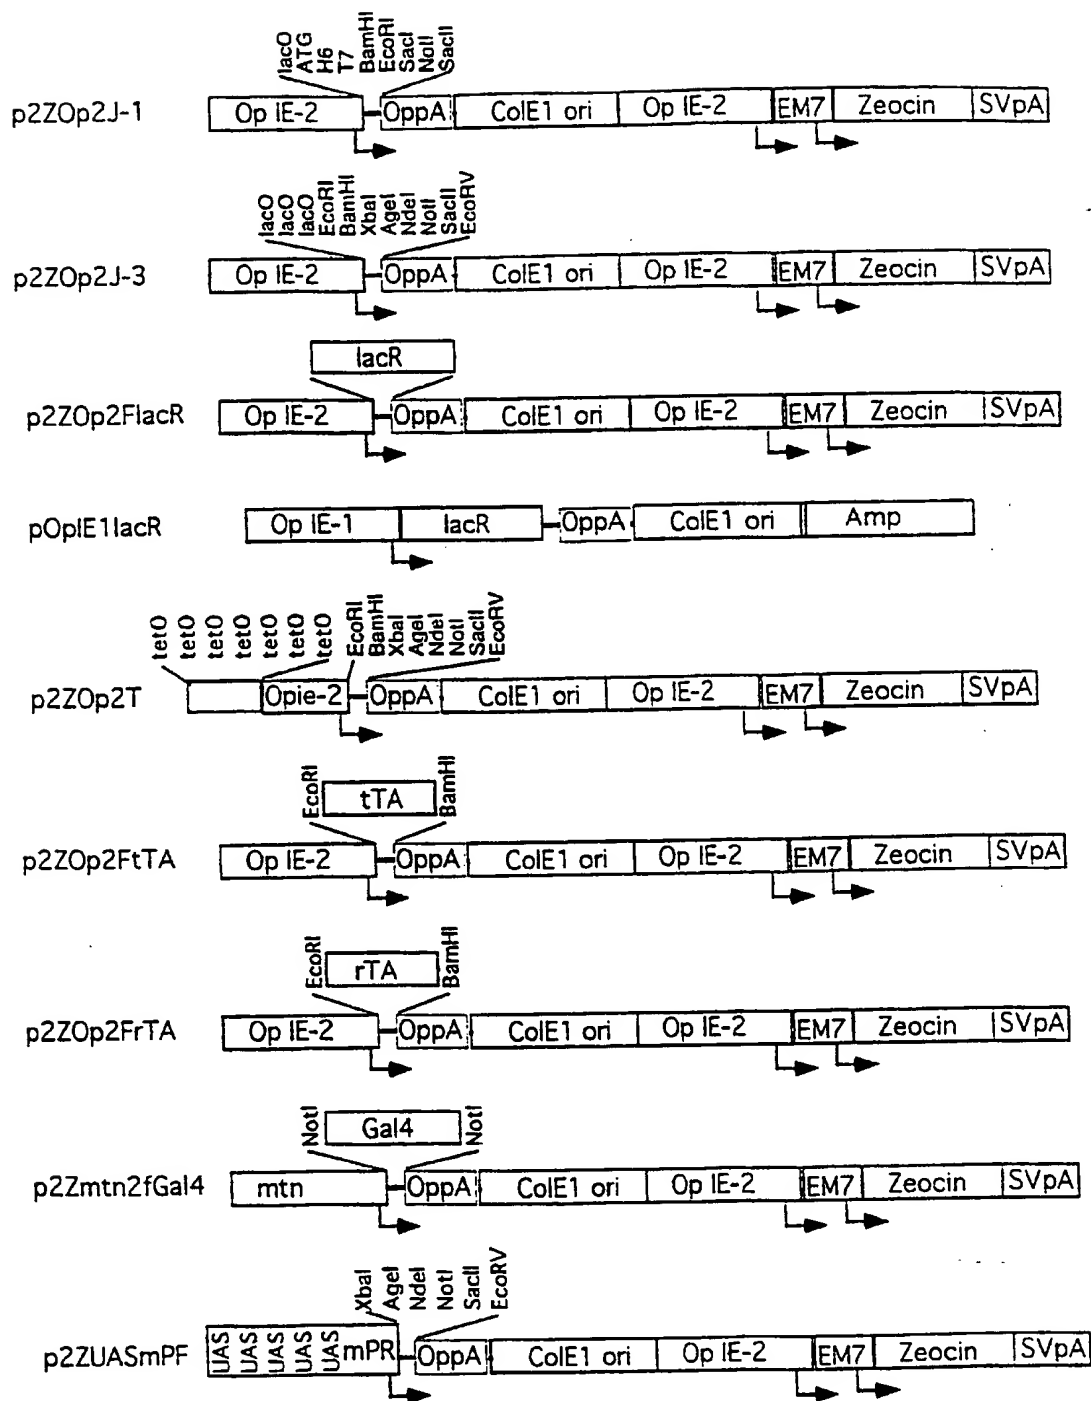 lacO ATG H6 T7 BamHI EcoRI SacI NotI SacII
p2ZOp2J-1 Op IE-2 OppA ColE1 ori Op IE-2 EM7 Zeocin SVpA
lacO lacO lacO EcoRI BamHI XbaI AgeI NdeI NotI SacII EcoRV
p2ZOp2J-3 Op IE-2 OppA ColE1 ori Op IE-2 EM7 Zeocin SVpA
lacR
p2ZOp2FlacR Op IE-2 OppA ColE1 ori Op IE-2 EM7 Zeocin SVpA
pOpIE1lacR Op IE-1 lacR OppA ColE1 ori Amp
tetO tetO tetO tetO tetO tetO tetO EcoRI BamHI XbaI AgeI NdeI NotI SacII EcoRV
p2ZOp2T Opie-2 OppA ColE1 ori Op IE-2 EM7 Zeocin SVpA
EcoRI tTA BamHI
p2ZOp2FtTA Op IE-2 OppA ColE1 ori Op IE-2 EM7 Zeocin SVpA
EcoRI rTA BamHI
p2ZOp2FrTA Op IE-2 OppA ColE1 ori Op IE-2 EM7 Zeocin SVpA
NotI Gal4 NotI
p2Zmtn2fGal4 mtn OppA ColE1 ori Op IE-2 EM7 Zeocin SVpA
XbaI AgeI NdeI NotI SacII EcoRV
p2ZUASmPF UAS UAS UAS UAS UAS mPR OppA ColE1 ori Op IE-2 EM7 Zeocin SVpA